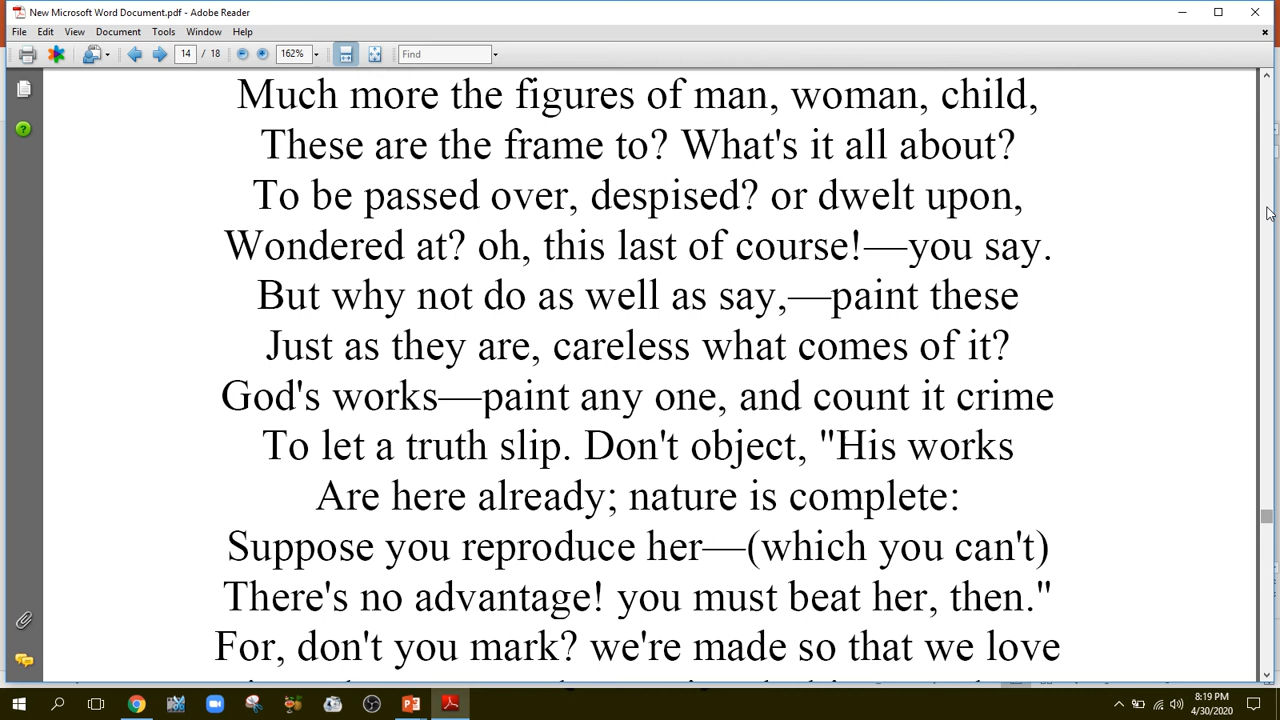 New Microsoft Word Document.pdf - Adobe Reader
File Edit View Document Tools Window Help
14 / 18 162% Find
Much more the figures of man, woman, child,
These are the frame to? What's it all about?
To be passed over, despised? or dwelt upon,
Wondered at? oh, this last of course!—you say.
But why not do as well as say,—paint these
Just as they are, careless what comes of it?
God's works—paint any one, and count it crime
To let a truth slip. Don't object, "His works
Are here already; nature is complete:
Suppose you reproduce her—(which you can't)
There's no advantage! you must beat her, then."
For, don't you mark? we're made so that we love
8:19 PM
4/30/2020